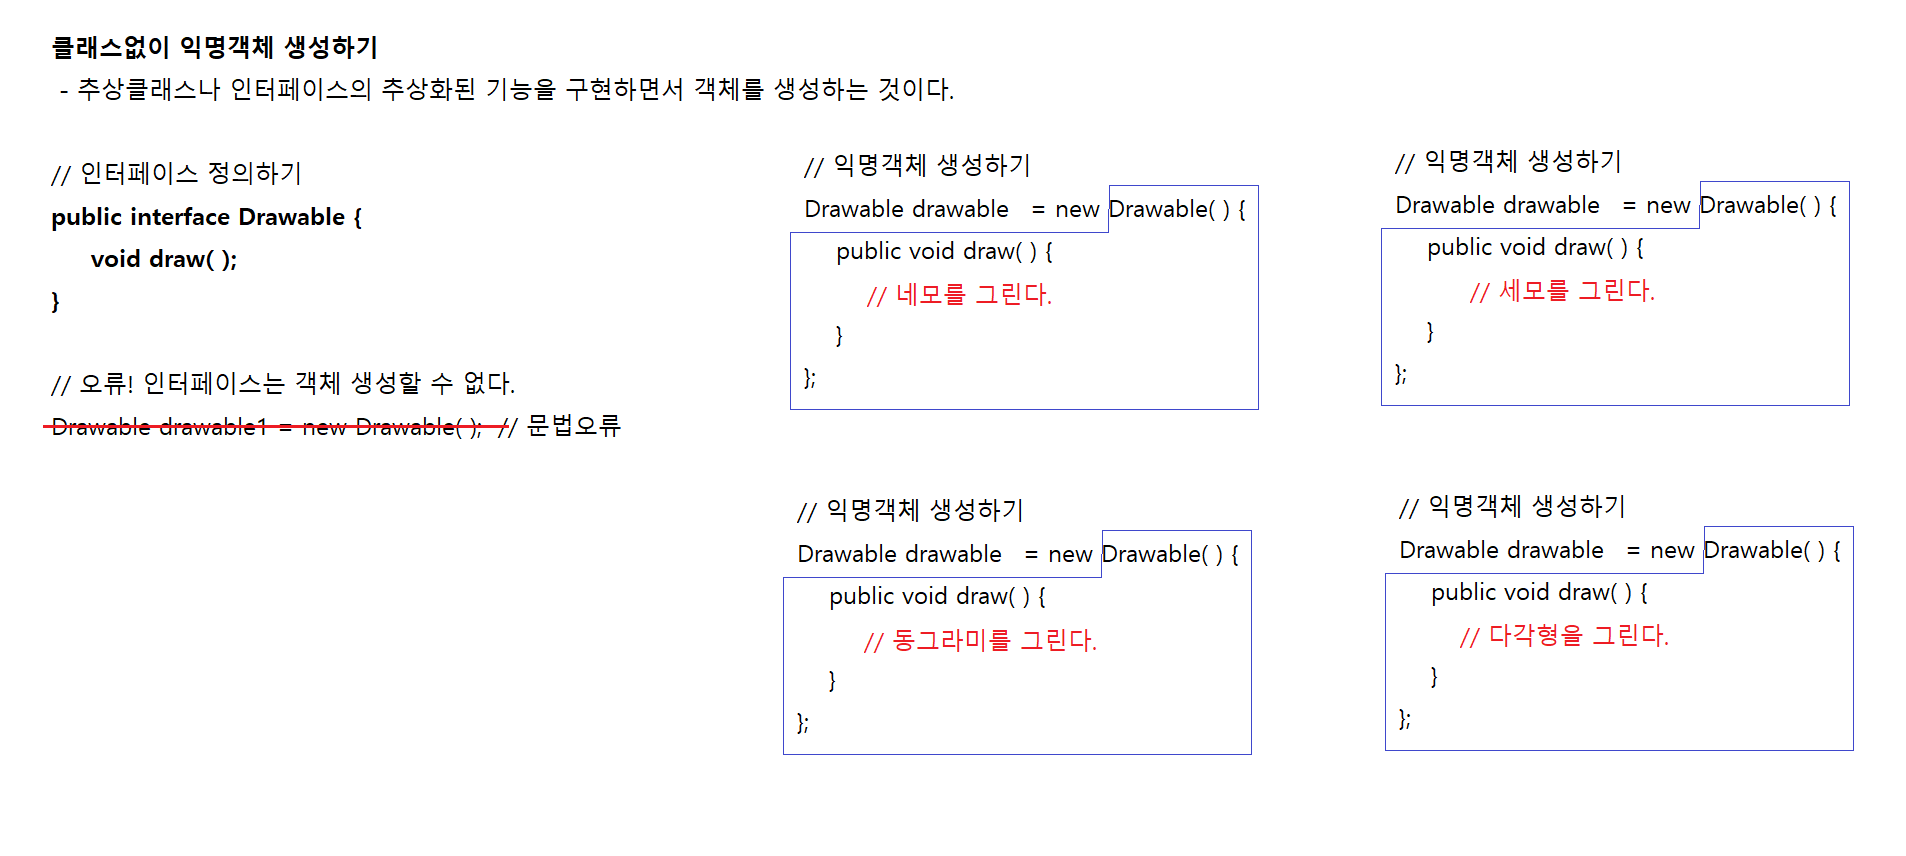 클래스없이 익명객체 생성하기
- 추상클래스나 인터페이스의 추상화된 기능을 구현하면서 객체를 생성하는 것이다.
// 인터페이스 정의하기
public interface Drawable {
void draw( );
}
// 오류! 인터페이스는 객체 생성할 수 없다.
Drawable drawable1 = new Drawable( ); // 문법오류
// 익명객체 생성하기
Drawable drawable = new Drawable( ) {
public void draw( ) {
// 네모를 그린다.
}
};
// 익명객체 생성하기
Drawable drawable = new Drawable( ) {
public void draw( ) {
// 세모를 그린다.
}
};
// 익명객체 생성하기
Drawable drawable = new Drawable( ) {
public void draw( ) {
// 동그라미를 그린다.
}
};
// 익명객체 생성하기
Drawable drawable = new Drawable( ) {
public void draw( ) {
// 다각형을 그린다.
}
};